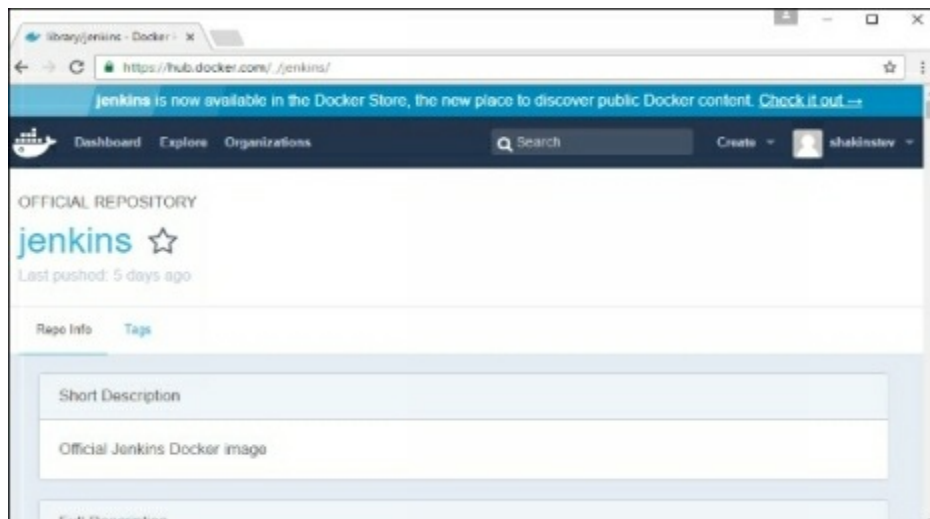 library/jenkins - Docker
https://hub.docker.com/_/jenkins/
jenkins is now available in the Docker Store, the new place to discover public Docker content. Check it out →
Dashboard Explore Organizations Search Create shakinstev
OFFICIAL REPOSITORY
jenkins
Last pushed: 5 days ago
Repo Info Tags
Short Description
Official Jenkins Docker image
Full Description